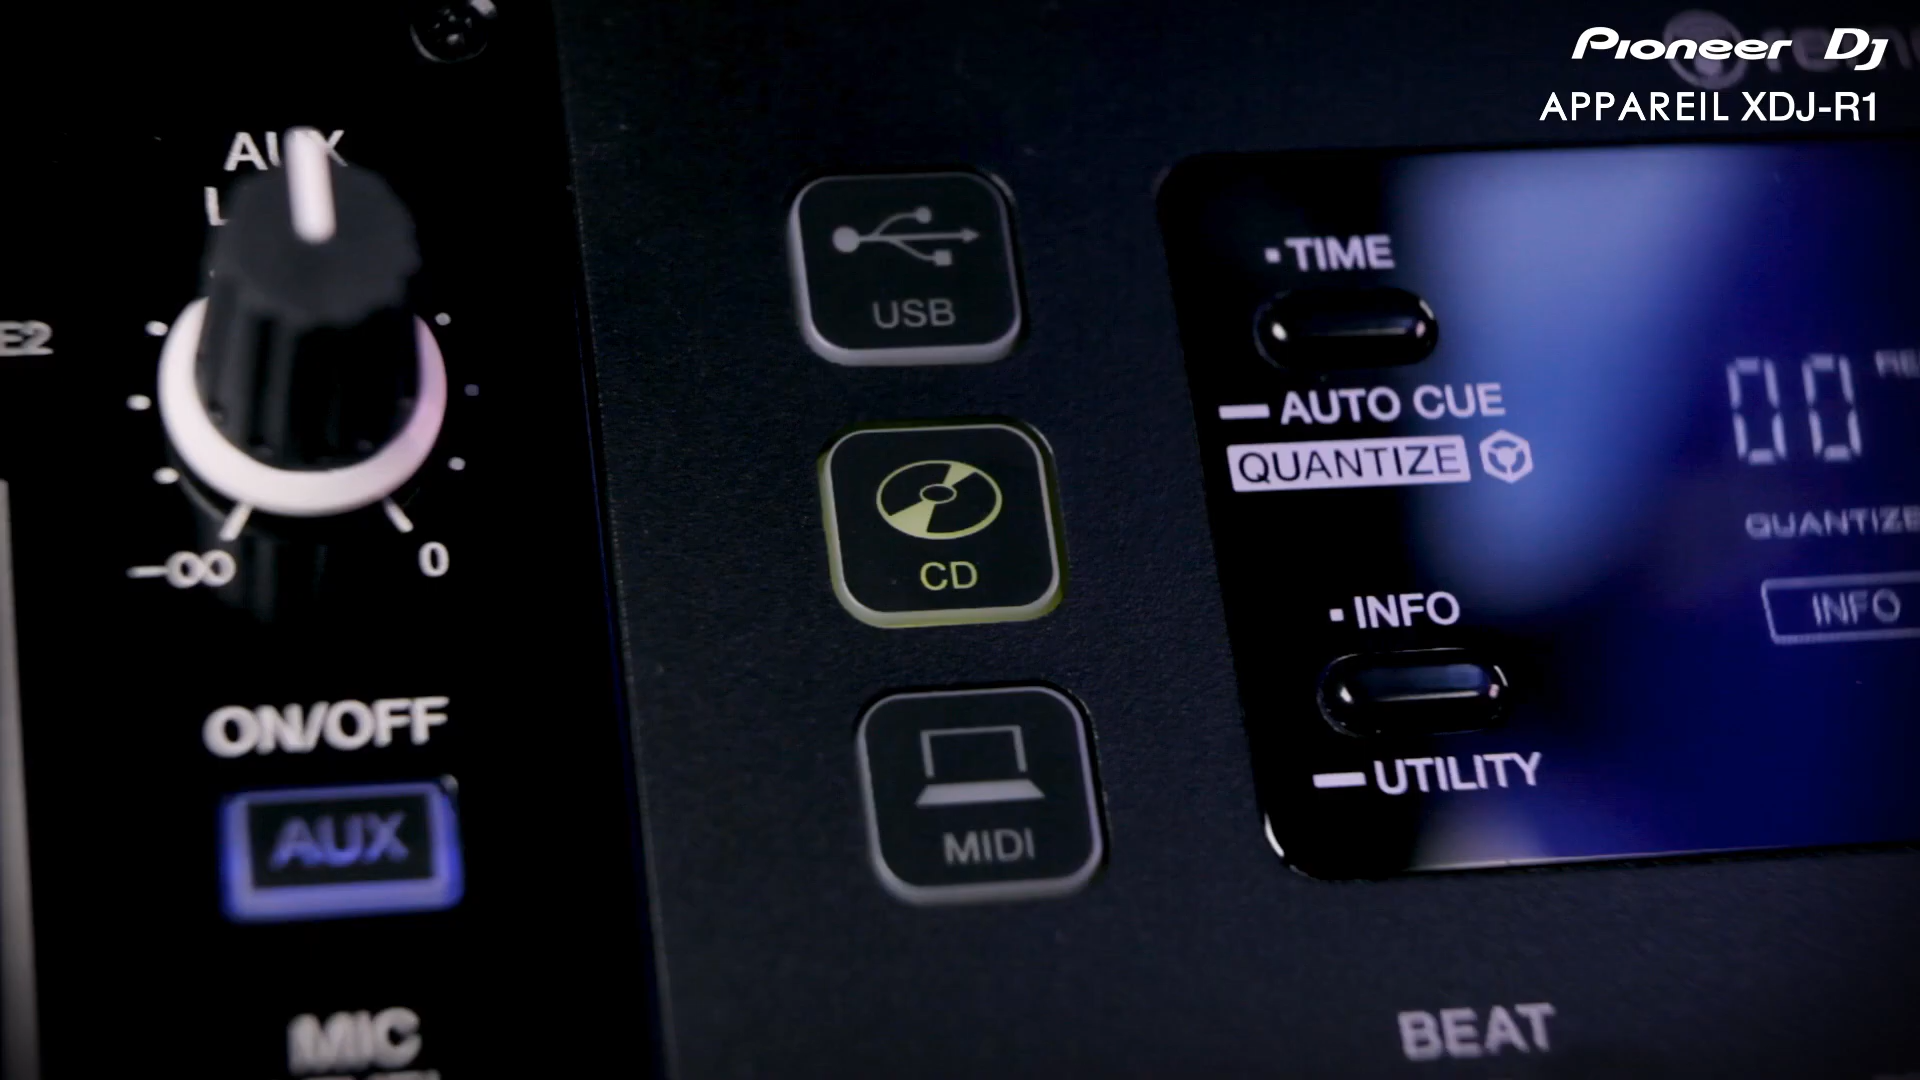 Pioneer Dj
APPAREIL XDJ-R1
AUX
E2
-∞
0
ON/OFF
AUX
MIC
USB
CD
MIDI
TIME
AUTO CUE
QUANTIZE
INFO
UTILITY
00
QUANTIZE
INFO
BEAT